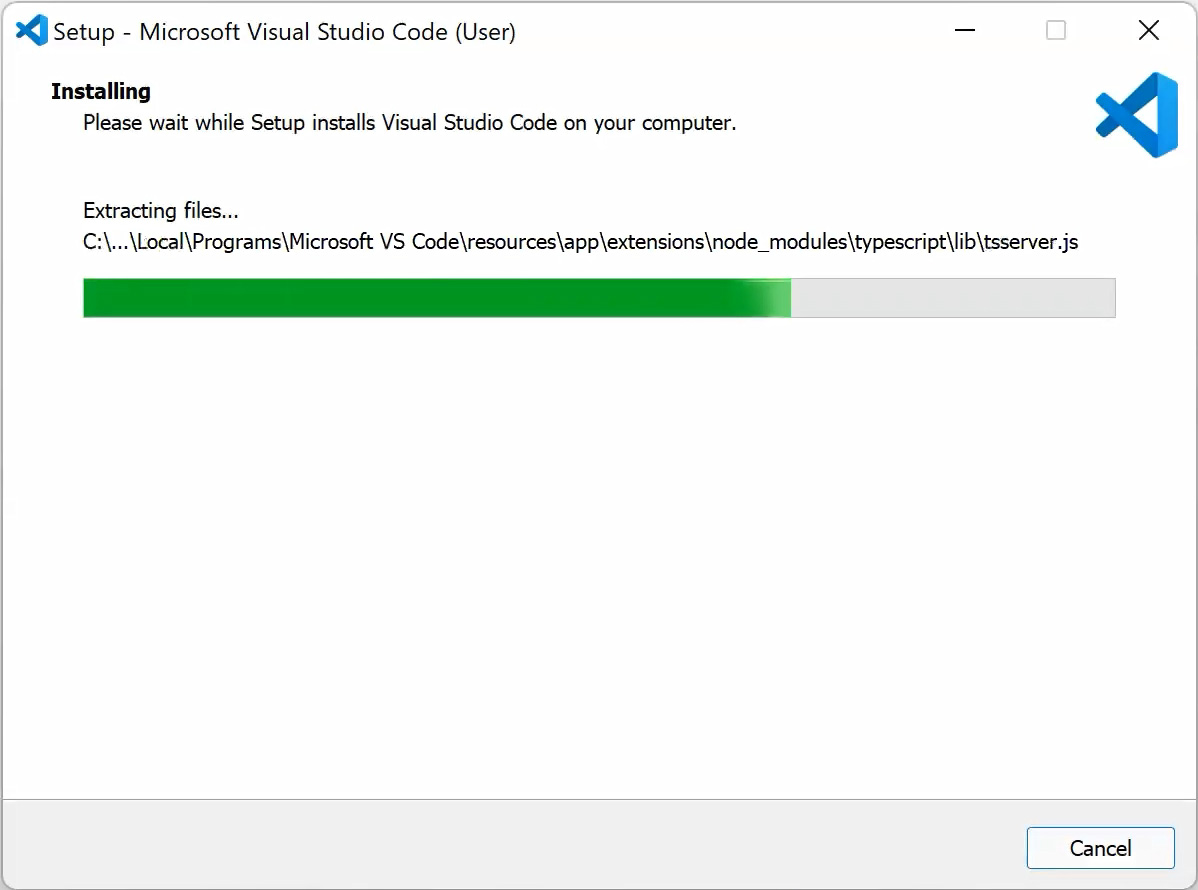 Setup - Microsoft Visual Studio Code (User)
Installing
Please wait while Setup installs Visual Studio Code on your computer.
Extracting files...
C:\...\Local\Programs\Microsoft VS Code\resources\app\extensions\node_modules\typescript\lib\tsserver.js
Cancel